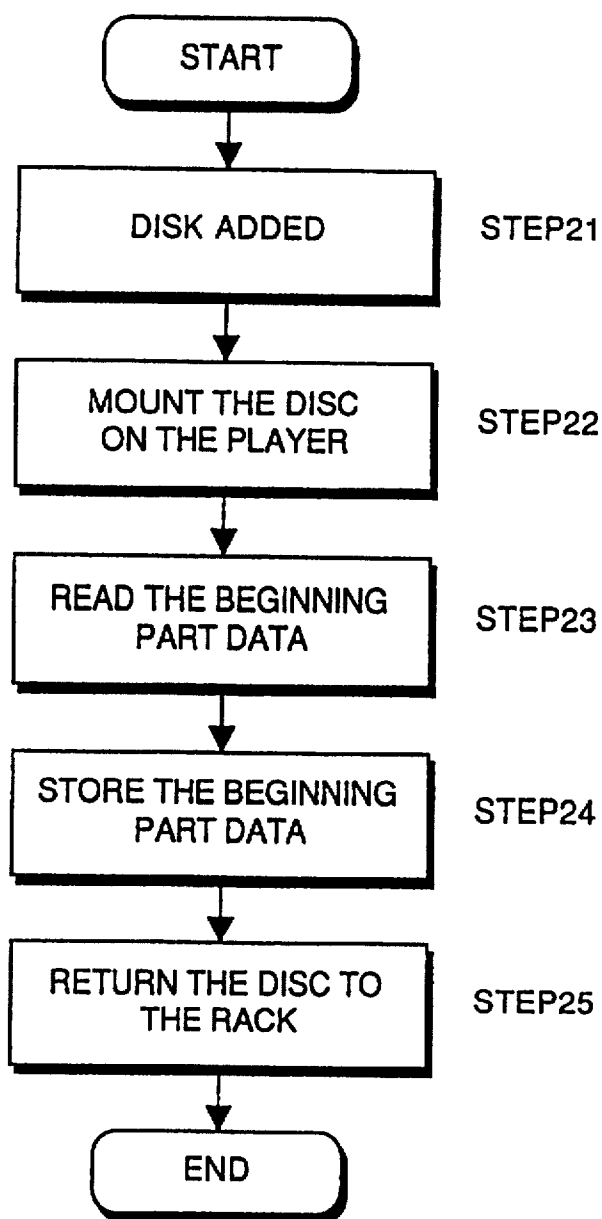 START
DISK ADDED
STEP21
MOUNT THE DISC
ON THE PLAYER
STEP22
READ THE BEGINNING
PART DATA
STEP23
STORE THE BEGINNING
PART DATA
STEP24
RETURN THE DISC TO
THE RACK
STEP25
END